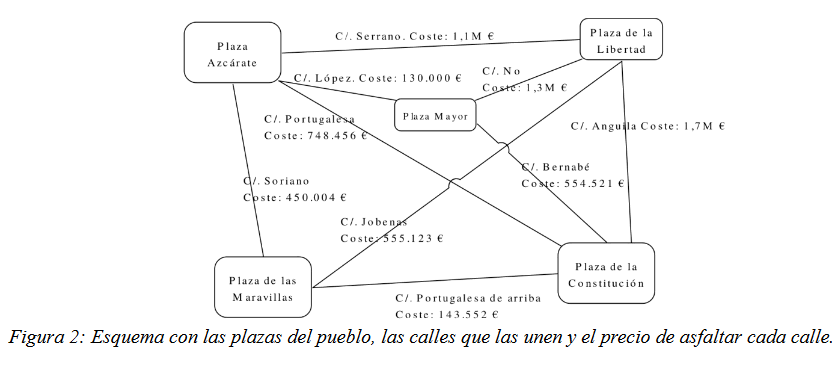 C/. Serrano. Coste: 1,1M €
Plaza de la
Libertad
Plaza
Azcárate
C/. López. Coste: 130.000 €
C/. No
Coste: 1,3M €
Plaza Mayor
C/. Portugalesa
Coste: 748.456 €
C/. Anguila Coste: 1,7M €
C/. Bernabé
Coste: 554.521 €
C/. Soriano
Coste: 450.004 €
C/. Jobenas
Coste: 555.123 €
Plaza de las
Maravillas
Plaza de la
Constitución
C/. Portugalesa de arriba
Coste: 143.552 €
Figura 2: Esquema con las plazas del pueblo, las calles que las unen y el precio de asfaltar cada calle.